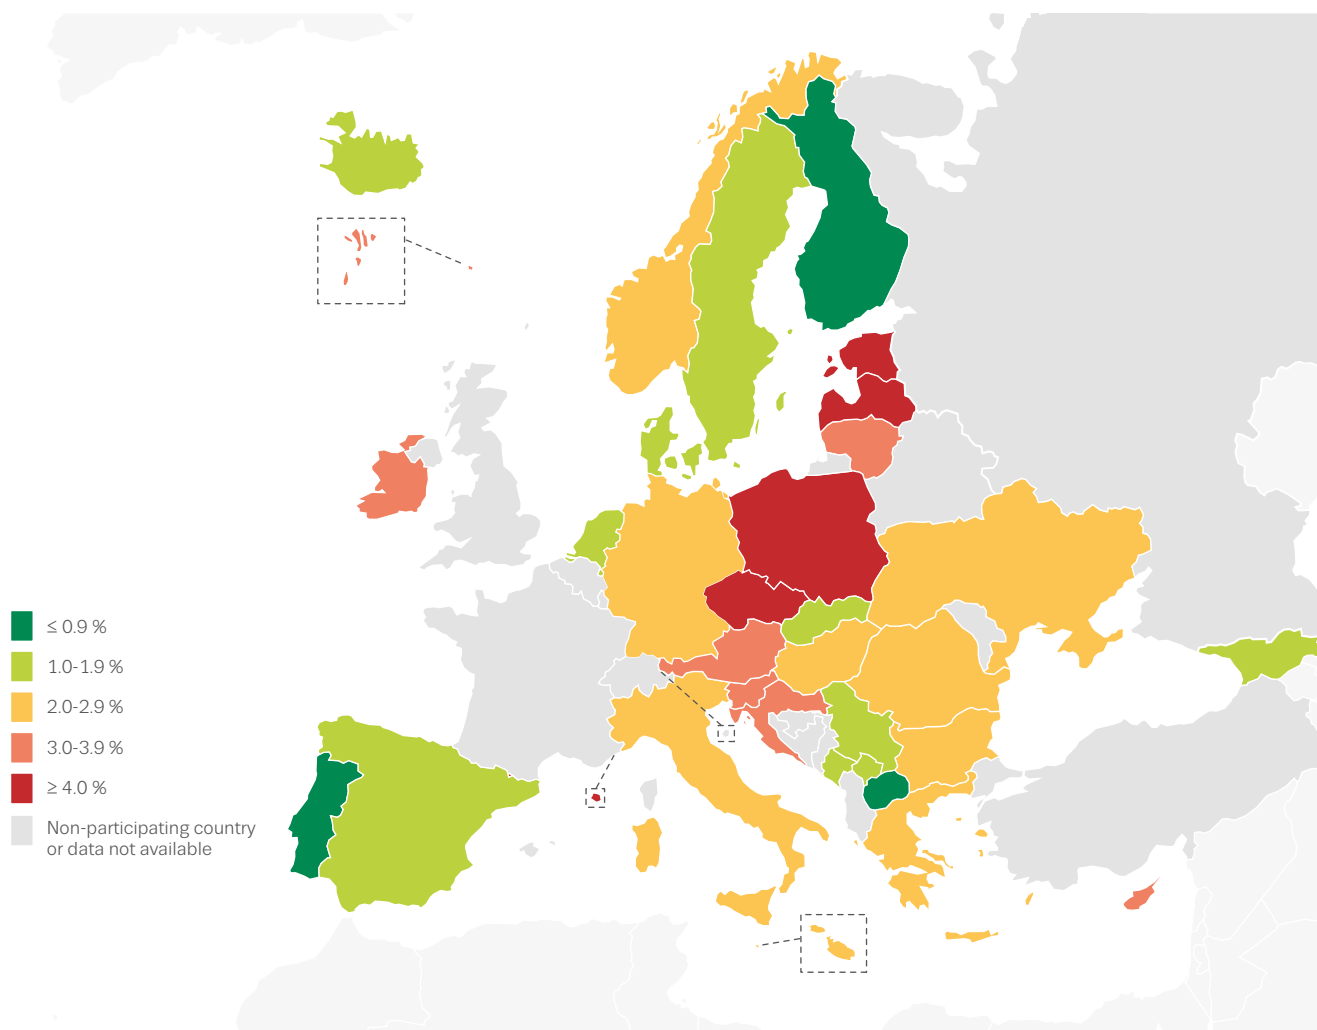 ≤ 0.9 %
1.0-1.9 %
2.0-2.9 %
3.0-3.9 %
≥ 4.0 %
Non-participating country
or data not available